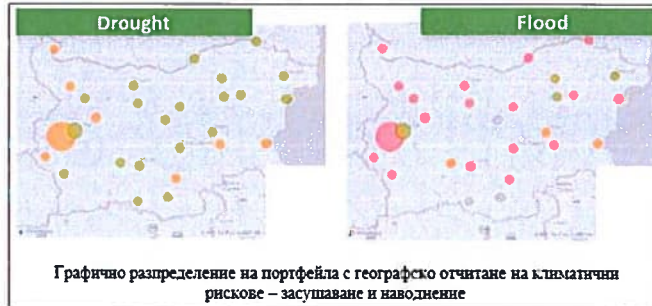 Drought
Flood
Графично разпределение на портфейла с географско отчитане на климатични
рискове – засушаване и наводнение